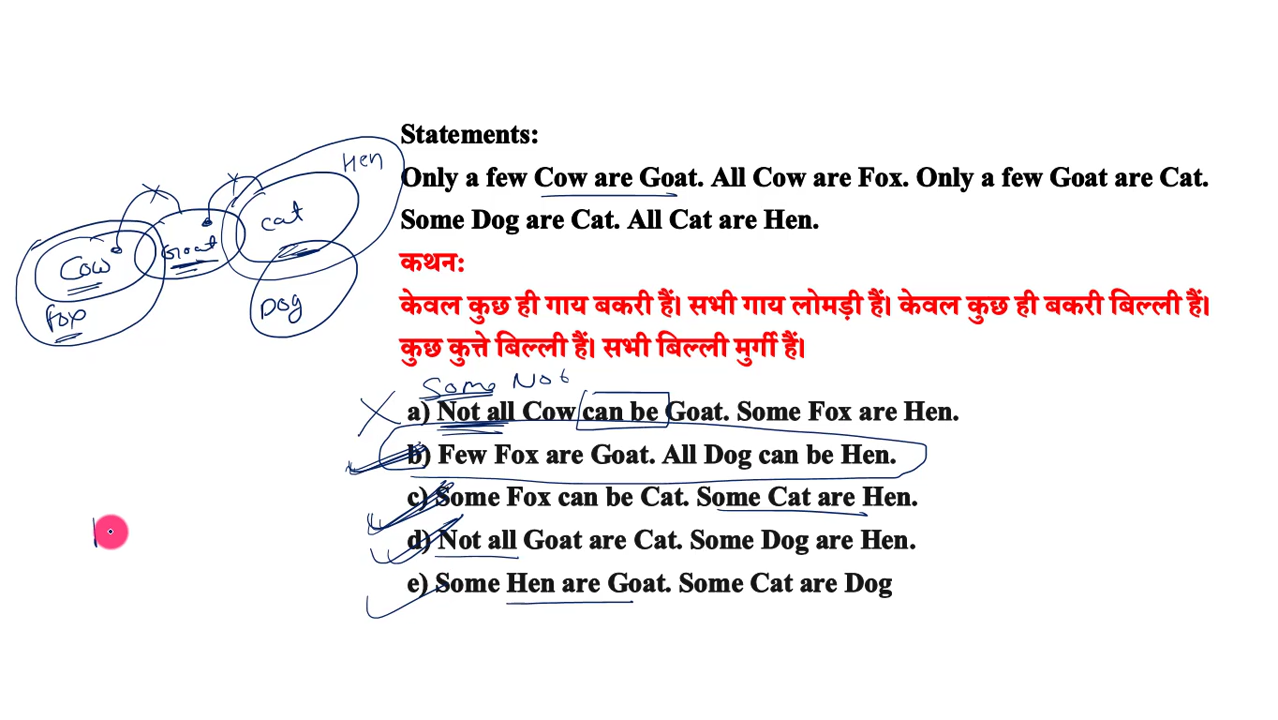 Statements:
Hen
Only a few Cow are Goat. All Cow are Fox. Only a few Goat are Cat.
cat
Some Dog are Cat. All Cat are Hen.
Goat
Cow
कथन:
Dog
केवल कुछ ही गाय बकरी हैं। सभी गाय लोमड़ी हैं। केवल कुछ ही बकरी बिल्ली हैं।
fox
कुछ कुत्ते बिल्ली हैं। सभी बिल्ली मुर्गी हैं।
Some Not
a) Not all Cow can be Goat. Some Fox are Hen.
b) Few Fox are Goat. All Dog can be Hen.
c) Some Fox can be Cat. Some Cat are Hen.
d) Not all Goat are Cat. Some Dog are Hen.
e) Some Hen are Goat. Some Cat are Dog